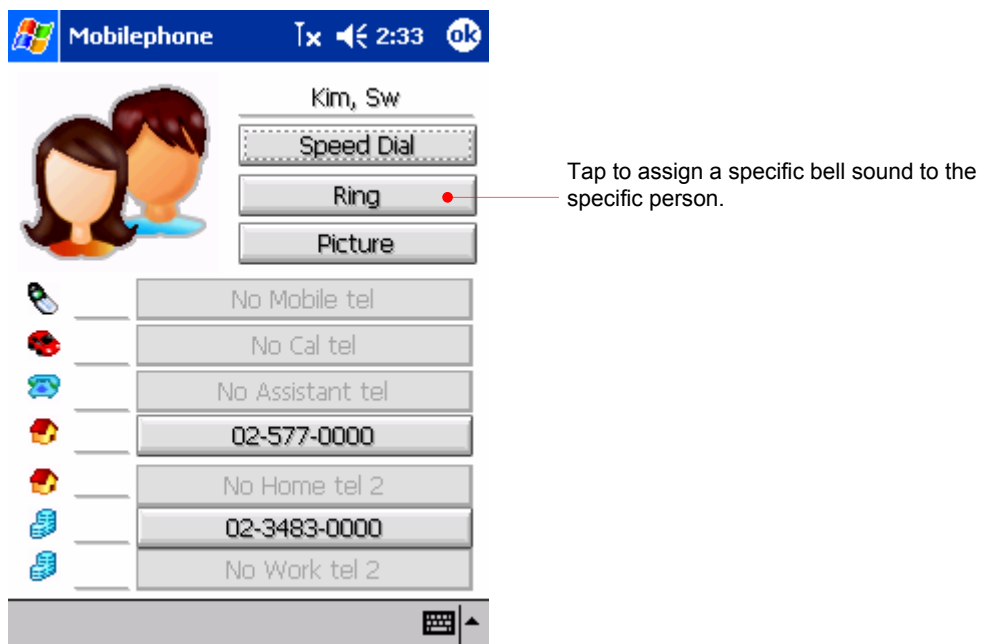 Mobilephone 2:33 ok
Kim, Sw
Speed Dial
Ring
Picture
Tap to assign a specific bell sound to the
specific person.
No Mobile tel
No Cal tel
No Assistant tel
02-577-0000
No Home tel 2
02-3483-0000
No Work tel 2